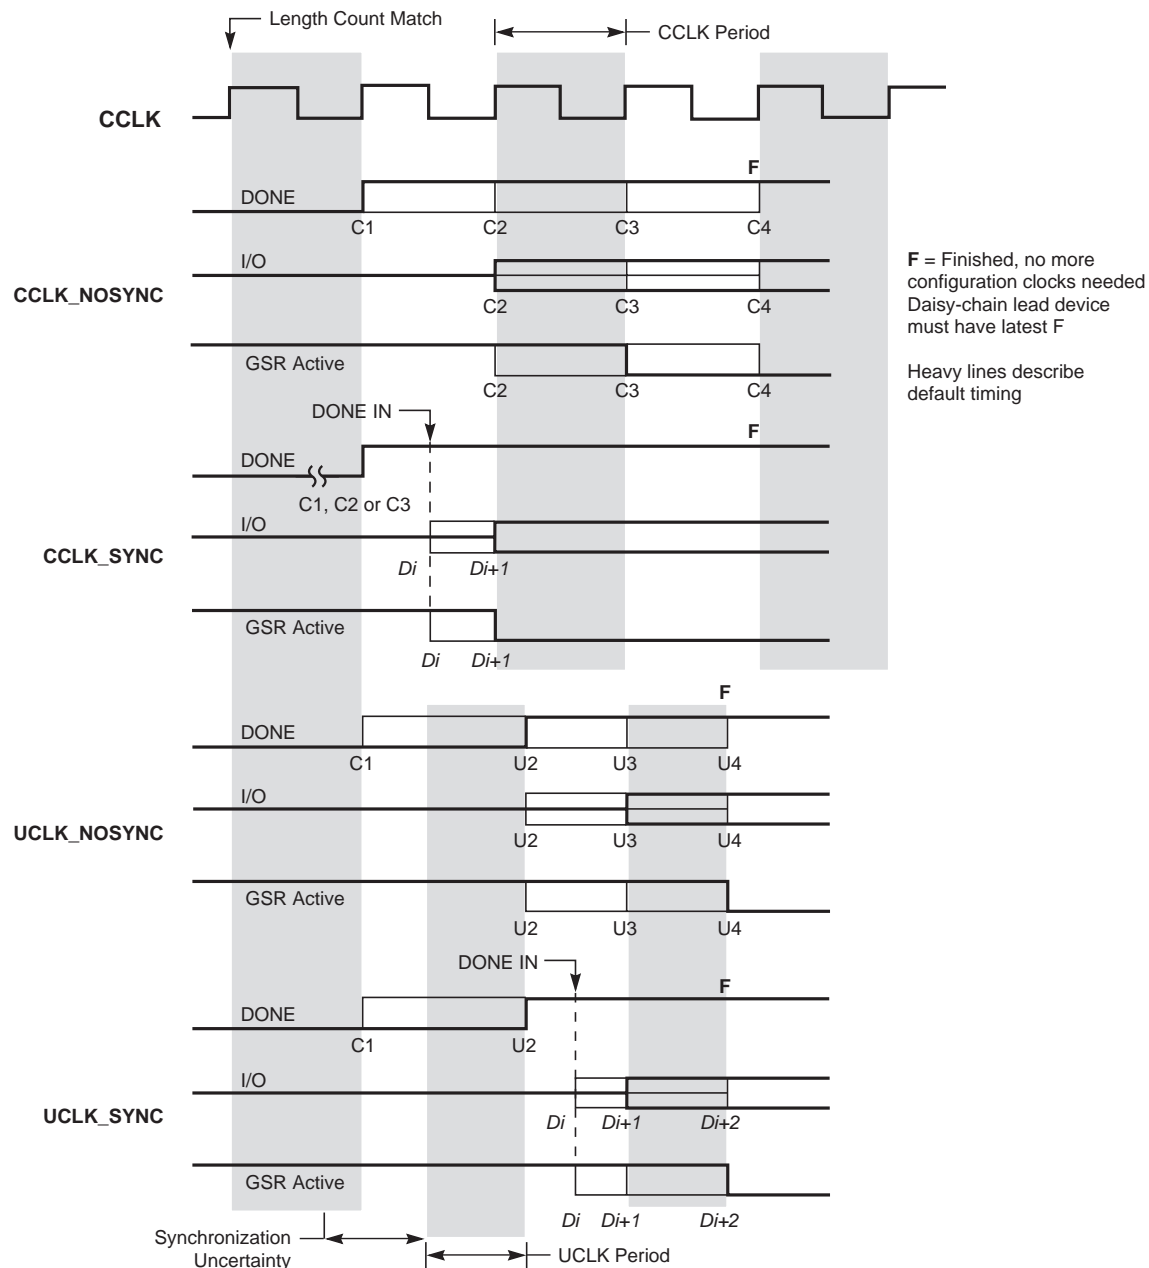 Length Count Match
CCLK Period
CCLK
F
DONE
C1 C2 C3 C4
I/O
CCLK_NOSYNC
C2 C3 C4
GSR Active
C2 C3 C4
F = Finished, no more
configuration clocks needed
Daisy-chain lead device
must have latest F
Heavy lines describe
default timing
DONE IN
F
DONE
C1, C2 or C3
I/O
CCLK_SYNC
Di Di+1
GSR Active
Di Di+1
F
DONE
C1 U2 U3 U4
I/O
UCLK_NOSYNC
U2 U3 U4
GSR Active
U2 U3 U4
DONE IN
F
DONE
C1 U2
I/O
UCLK_SYNC
Di Di+1 Di+2
GSR Active
Di Di+1 Di+2
Synchronization
Uncertainty
UCLK Period